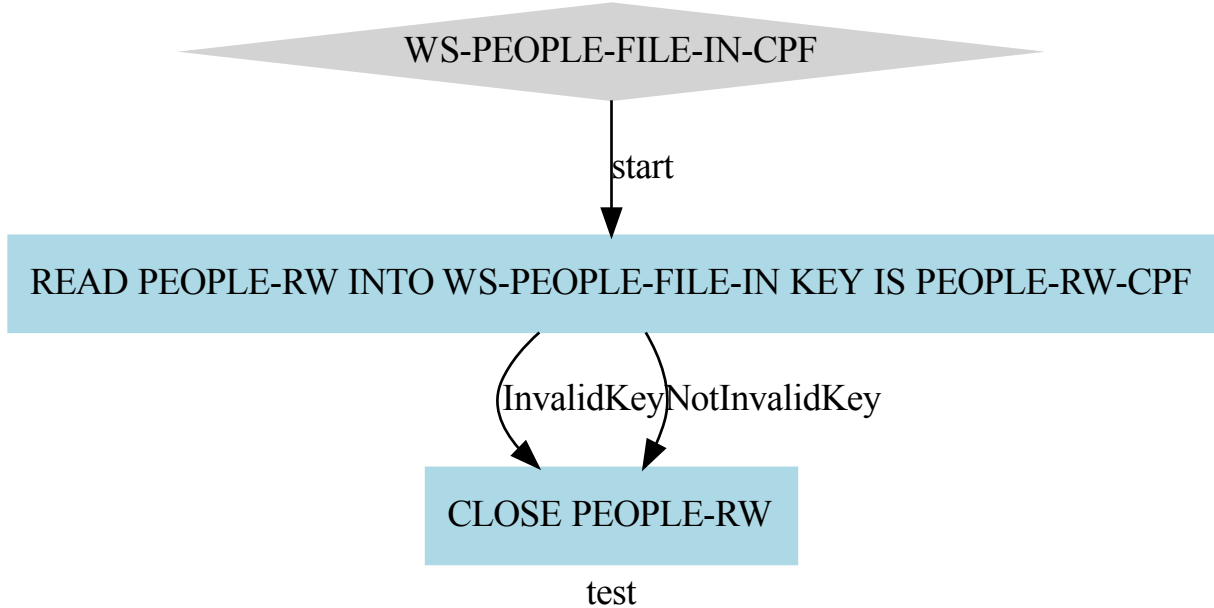 WS-PEOPLE-FILE-IN-CPF
start
READ PEOPLE-RW INTO WS-PEOPLE-FILE-IN KEY IS PEOPLE-RW-CPF
InvalidKey
NotInvalidKey
CLOSE PEOPLE-RW
test